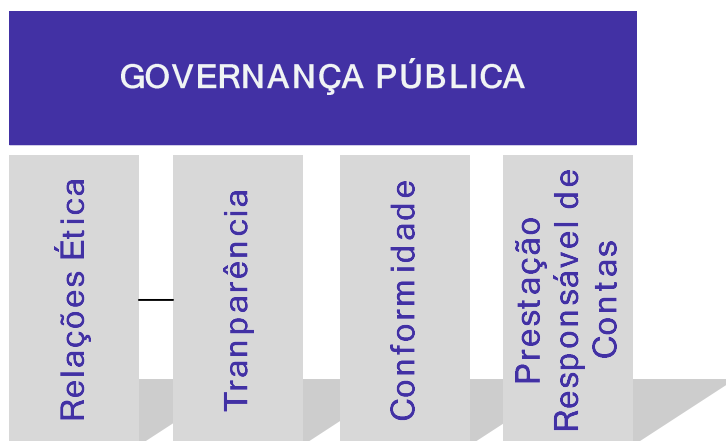 GOVERNANÇA PÚBLICA
Relações Ética
Tranparência
Conformidade
Prestação
Responsável de
Contas